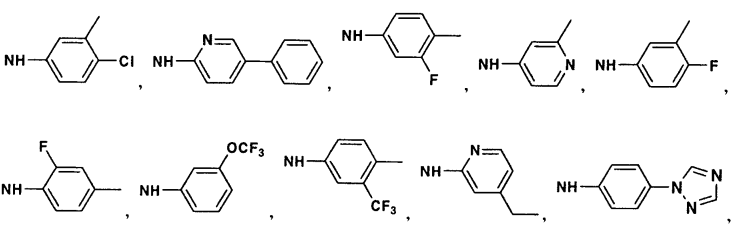 NH Cl , NH N , NH F , NH N , NH F ,
F NH , OCF3 NH , NH CF3 , N NH , NH N N N ,